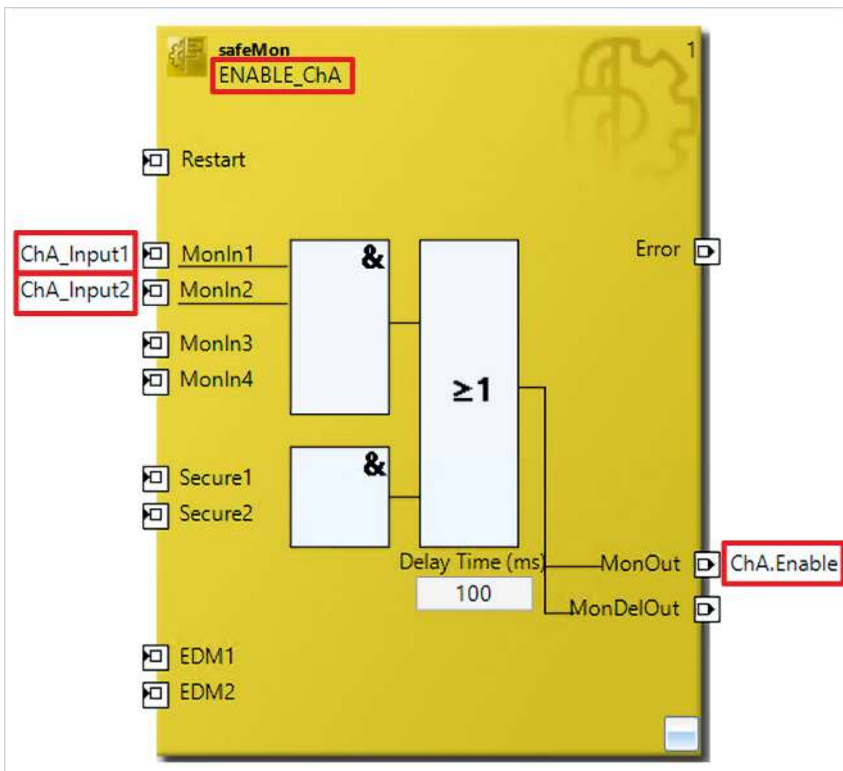 safeMon
1
ENABLE_ChA
Restart
ChA_Input1
MonIn1
&
Error
ChA_Input2
MonIn2
MonIn3
MonIn4
≥1
&
Secure1
Secure2
Delay Time (ms)
MonOut
ChA.Enable
100
MonDelOut
EDM1
EDM2